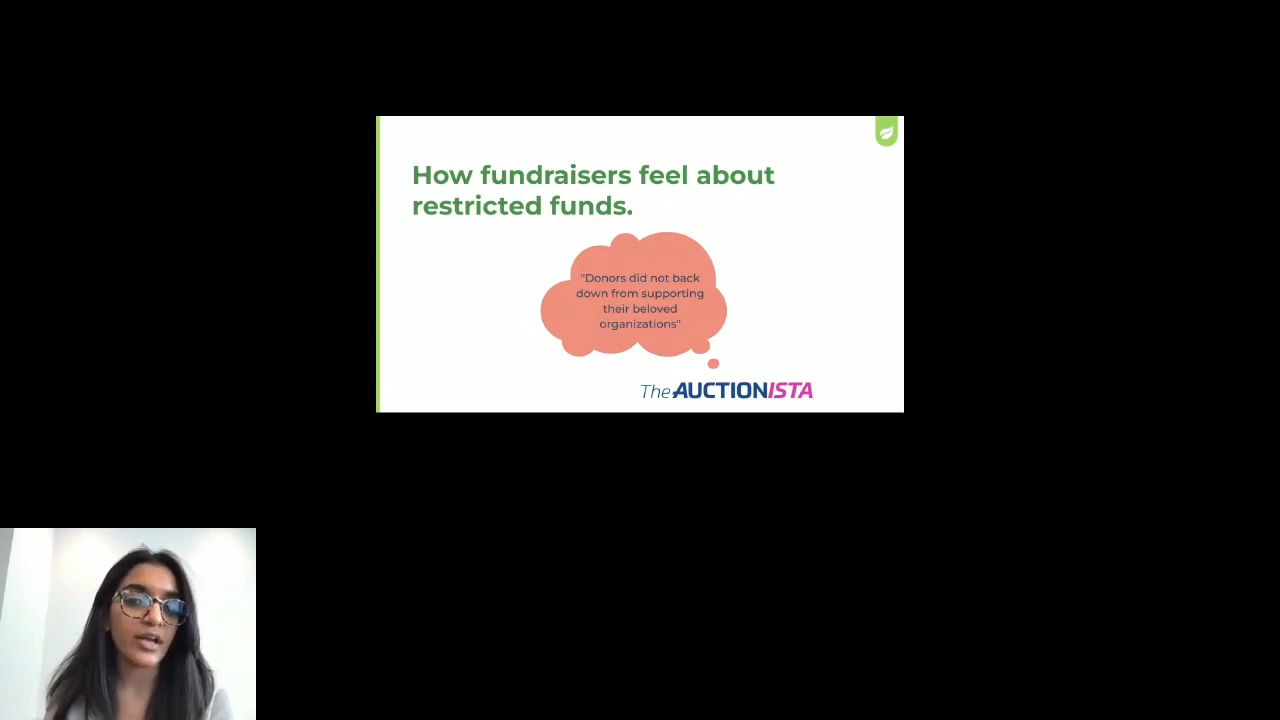 How fundraisers feel about
restricted funds.
"Donors did not back
down from supporting
their beloved
organizations"
The AUCTIONISTA